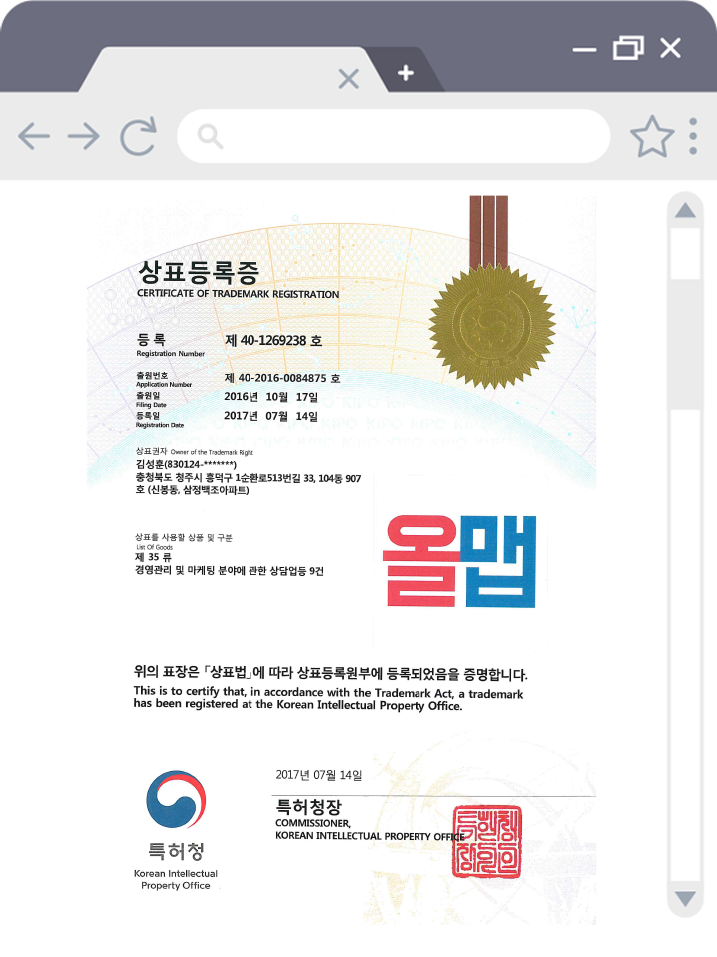 상표등록증
CERTIFICATE OF TRADEMARK REGISTRATION
등 록 제 40-1269238 호
Registration Number
출원번호 제 40-2016-0084875 호
Application Number
출원일 2016년 10월 17일
Filing Date
등록일 2017년 07월 14일
Registration Date
상표권자 Owner of the Trademark Right
김성훈(830124-*******)
충청북도 청주시 흥덕구 1순환로513번길 33, 104동 907
호 (신봉동, 삼정백조아파트)
상표를 사용할 상품 및 구분
List Of Goods
제 35 류
경영관리 및 마케팅 분야에 관한 상담업등 9건
올맵
위의 표장은 「상표법」에 따라 상표등록원부에 등록되었음을 증명합니다.
This is to certify that, in accordance with the Trademark Act, a trademark
has been registered at the Korean Intellectual Property Office.
2017년 07월 14일
특허청장
COMMISSIONER,
KOREAN INTELLECTUAL PROPERTY OFFICE
특허청
Korean Intellectual
Property Office